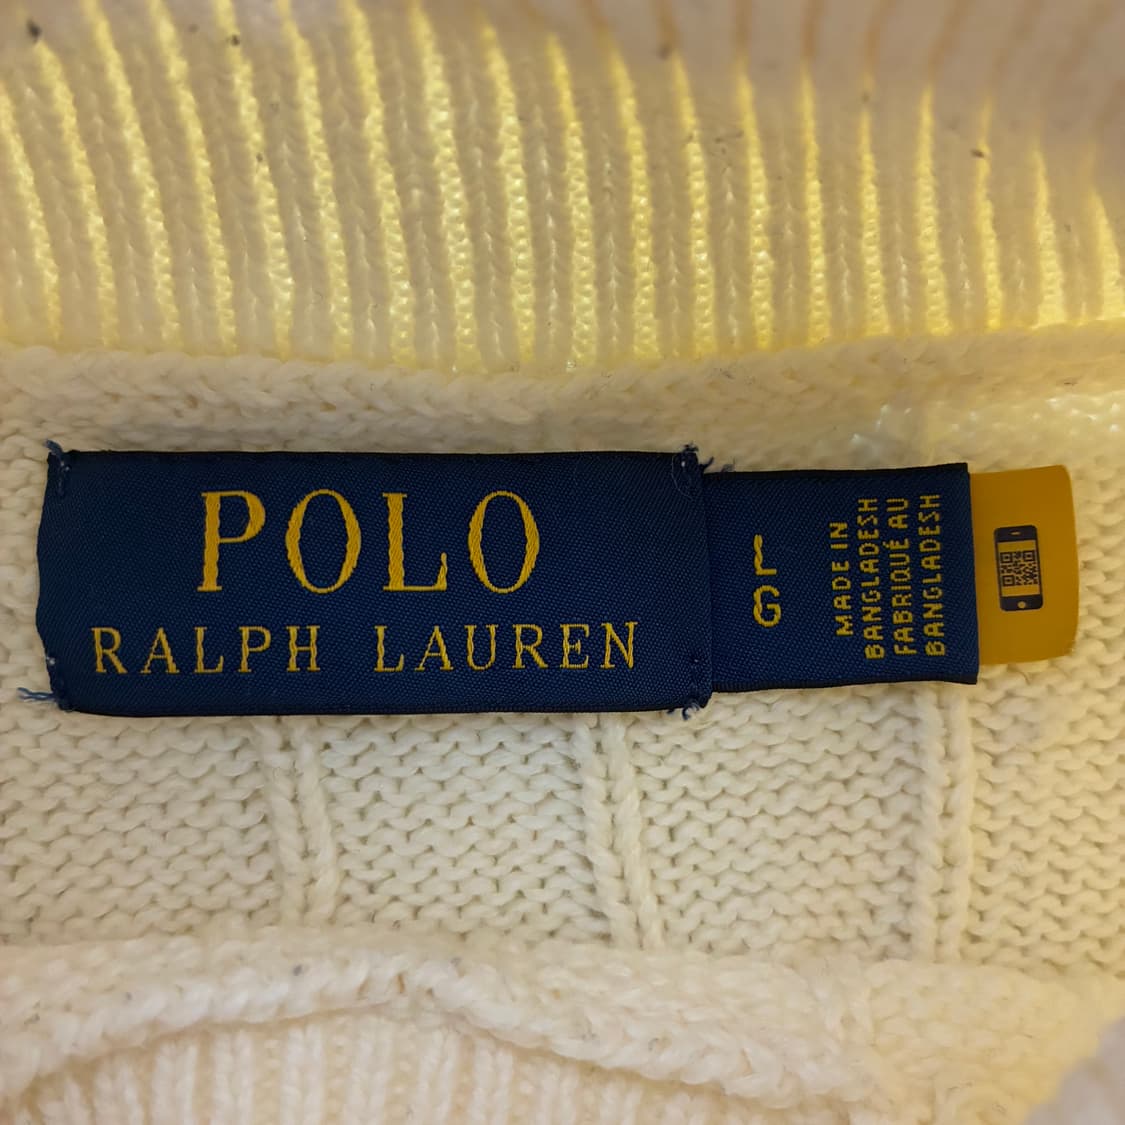 POLO
RALPH LAUREN
L
G
MADE IN
BANGLADESH
FABRIQUÉ AU
BANGLADESH